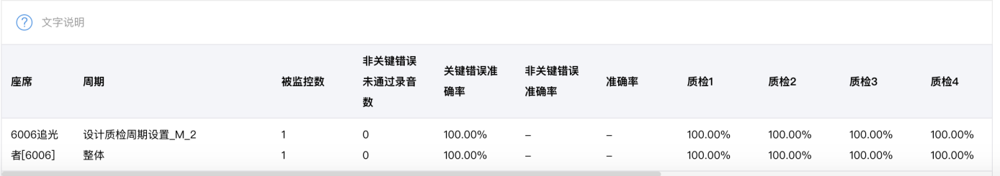 文字说明
座席 周期 被监控数 非关键错误未通过录音数 关键错误准确率 非关键错误准确率 准确率 质检1 质检2 质检3 质检4
6006追光者[6006] 设计质检周期设置_M_2 1 0 100.00% – – 100.00% 100.00% 100.00% 100.00%
整体 1 0 100.00% – – 100.00% 100.00% 100.00% 100.00%